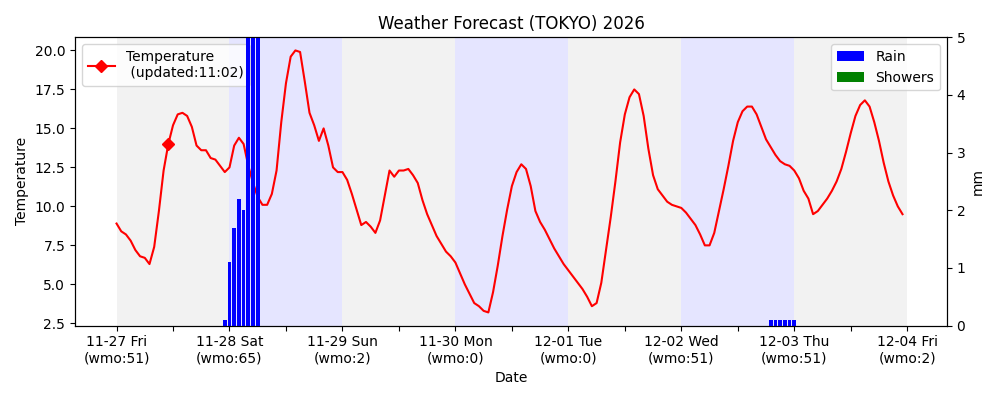 Weather Forecast (TOKYO) 2026
Temperature
(updated:11:02)
Rain
Showers
Temperature
20.0
17.5
15.0
12.5
10.0
7.5
5.0
2.5
5
4
3
2
1
0
mm
11-27 Fri
(wmo:51)
11-28 Sat
(wmo:65)
11-29 Sun
(wmo:2)
11-30 Mon
(wmo:0)
12-01 Tue
(wmo:0)
12-02 Wed
(wmo:51)
12-03 Thu
(wmo:51)
12-04 Fri
(wmo:2)
Date